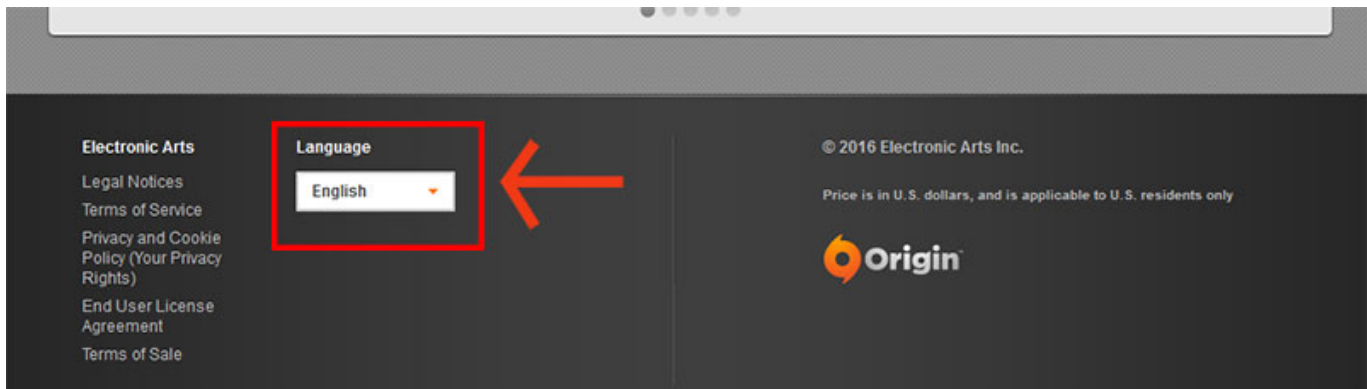 Electronic Arts
Legal Notices
Terms of Service
Privacy and Cookie
Policy (Your Privacy
Rights)
End User License
Agreement
Terms of Sale
Language
English
© 2016 Electronic Arts Inc.
Price is in U.S. dollars, and is applicable to U.S. residents only
Origin